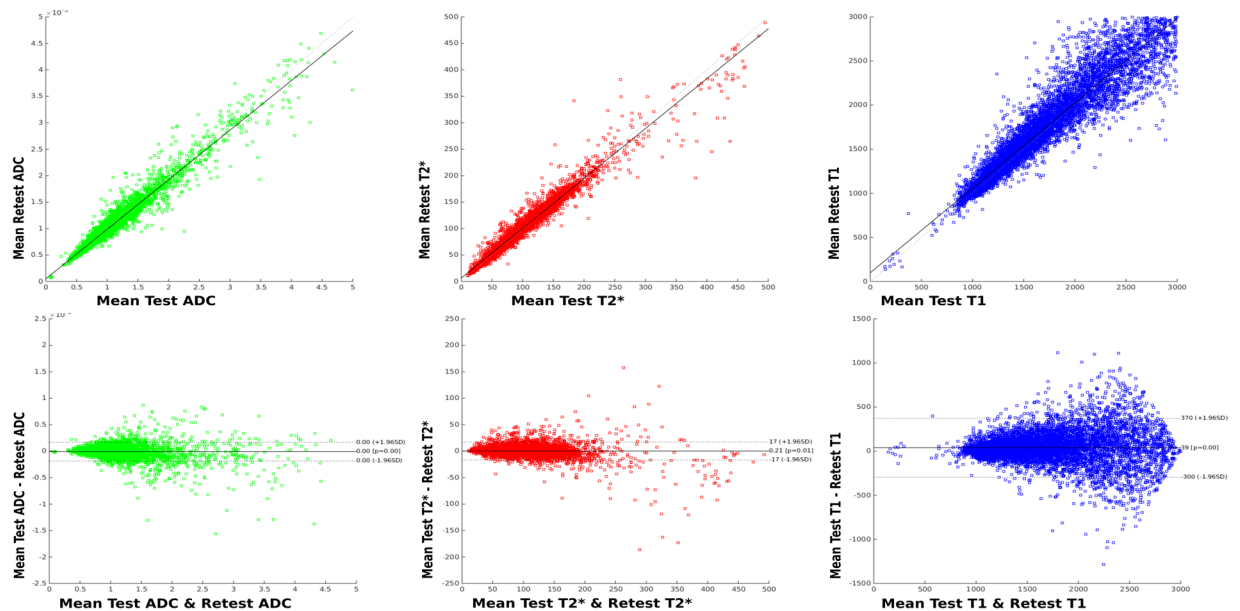 5 ×10⁻³
4.5
4
3.5
3
2.5
2
1.5
1
0.5
0
Mean Retest ADC
0 0.5 1 1.5 2 2.5 3 3.5 4 4.5 5
Mean Test ADC
500
450
400
350
300
250
200
150
100
50
0
Mean Retest T2*
0 50 100 150 200 250 300 350 400 450 500
Mean Test T2*
3000
2500
2000
1500
1000
500
0
Mean Retest T1
0 500 1000 1500 2000 2500 3000
Mean Test T1
2.5
2
1.5
1
0.5
0
-0.5
-1
-1.5
-2
-2.5
Mean Test ADC - Retest ADC
0.00 (+1.96SD)
0.00 [p=0.00]
0.00 (-1.96SD)
0 0.5 1 1.5 2 2.5 3 3.5 4 4.5 5
Mean Test ADC & Retest ADC
250
200
150
100
50
0
-50
-100
-150
-200
-250
Mean Test T2* - Retest T2*
17 (+1.96SD)
0.21 [p=0.01]
-17 (-1.96SD)
0 50 100 150 200 250 300 350 400 450 500
Mean Test T2* & Retest T2*
1500
1000
500
0
-500
-1000
-1500
Mean Test T1 - Retest T1
370 (+1.96SD)
39 [p=0.00]
-300 (-1.96SD)
0 500 1000 1500 2000 2500 3000
Mean Test T1 & Retest T1